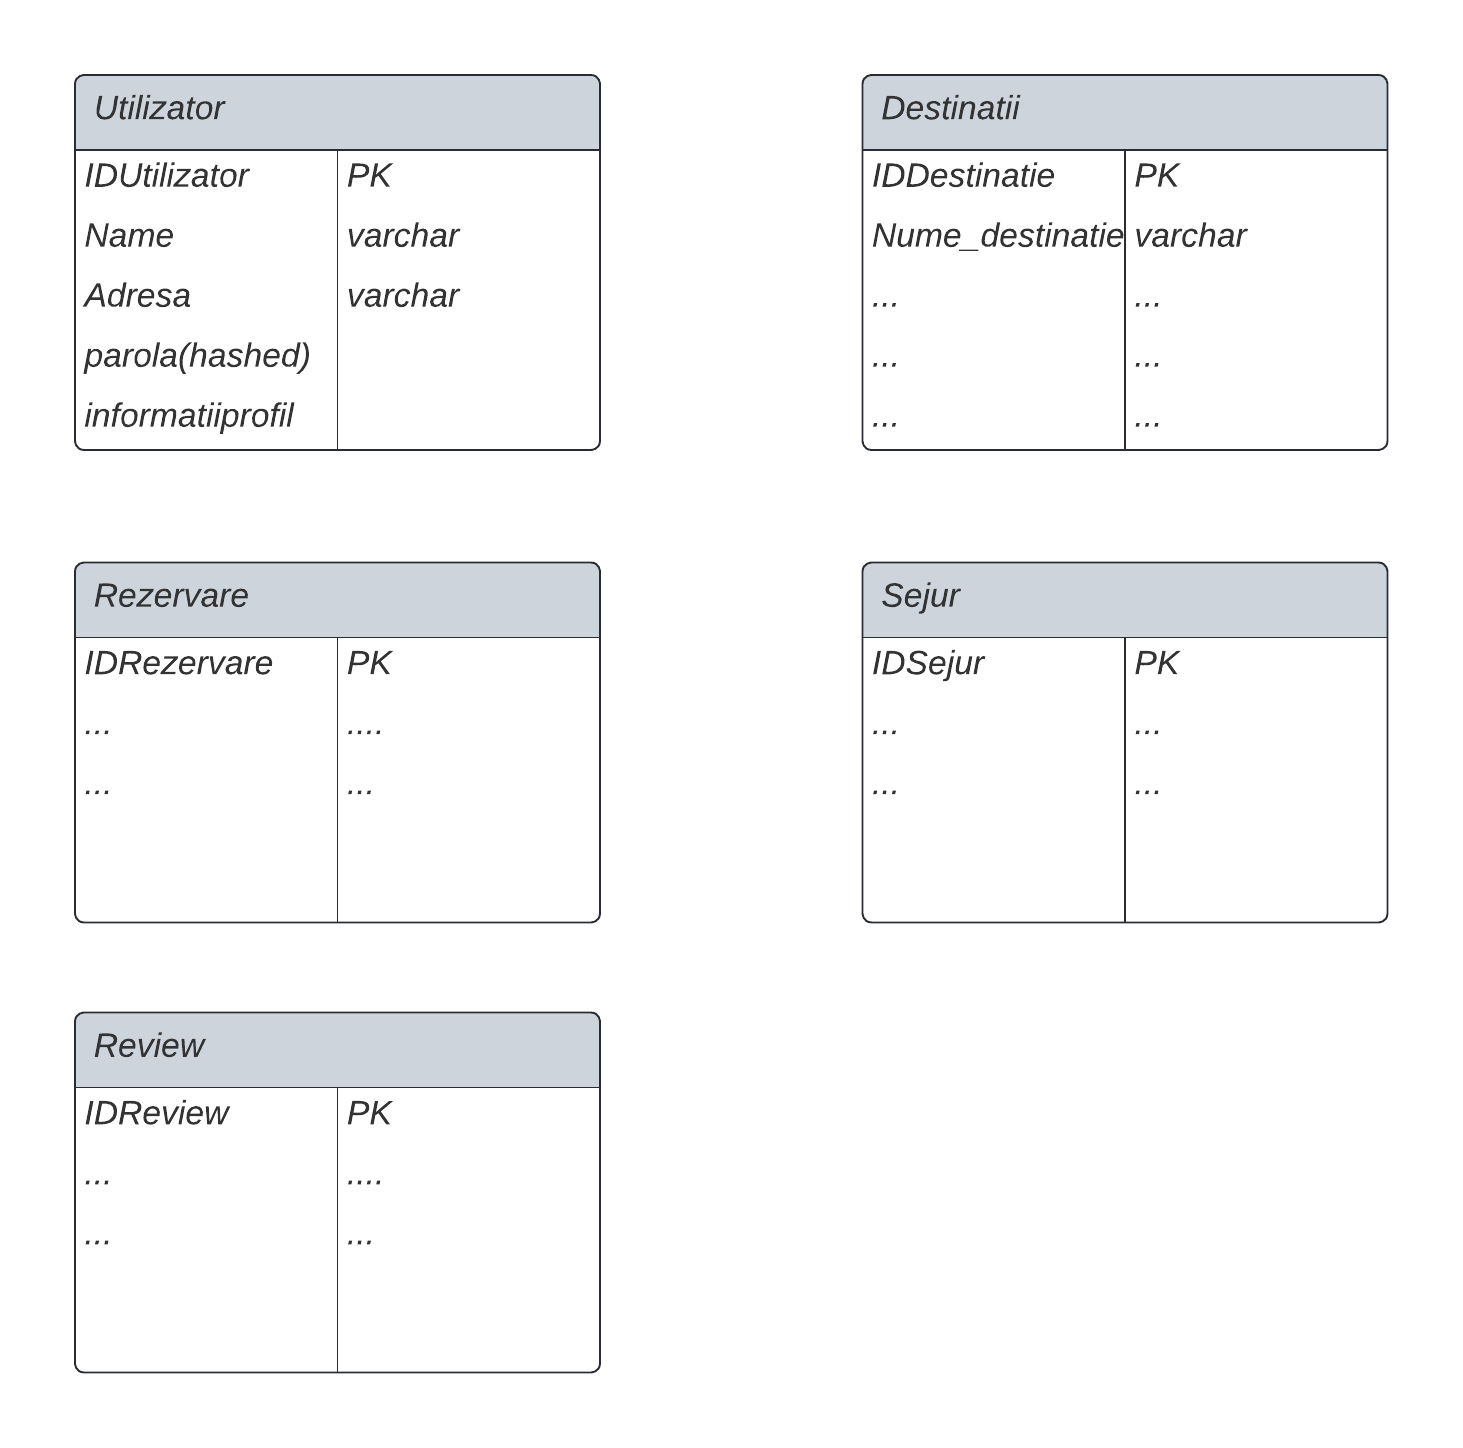 Utilizator
IDUtilizator PK
Name varchar
Adresa varchar
parola(hashed)
informatiiprofil
Destinatii
IDDestinatie PK
Nume_destinatie varchar
... ...
... ...
... ...
Rezervare
IDRezervare PK
... ....
... ...
Sejur
IDSejur PK
... ...
... ...
Review
IDReview PK
... ....
... ...